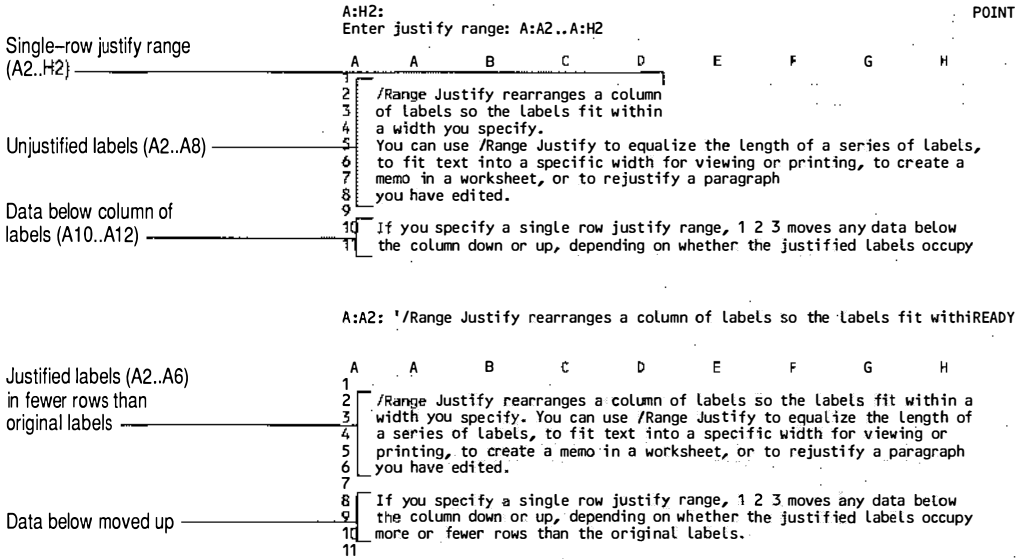 A:H2: POINT
Enter justify range: A:A2..A:H2
Single-row justify range
(A2..H2)
A A B C D E F G H
1
2 /Range Justify rearranges a column
3 of labels so the labels fit within
4 a width you specify.
5 You can use /Range Justify to equalize the length of a series of labels,
6 to fit text into a specific width for viewing or printing, to create a
7 memo in a worksheet, or to rejustify a paragraph
8 you have edited.
9
10 If you specify a single row justify range, 1 2 3 moves any data below
11 the column down or up, depending on whether the justified labels occupy
Unjustified labels (A2..A8)
Data below column of
labels (A10..A12)
A:A2: '/Range Justify rearranges a column of labels so the labels fit withiREADY
A A B C D E F G H
1
2 /Range Justify rearranges a column of labels so the labels fit within a
3 width you specify. You can use /Range Justify to equalize the length of
4 a series of labels, to fit text into a specific width for viewing or
5 printing, to create a memo in a worksheet, or to rejustify a paragraph
6 you have edited.
7
8 If you specify a single row justify range, 1 2 3 moves any data below
9 the column down or up, depending on whether the justified labels occupy
10 more or fewer rows than the original labels.
11
Justified labels (A2..A6)
in fewer rows than
original labels
Data below moved up